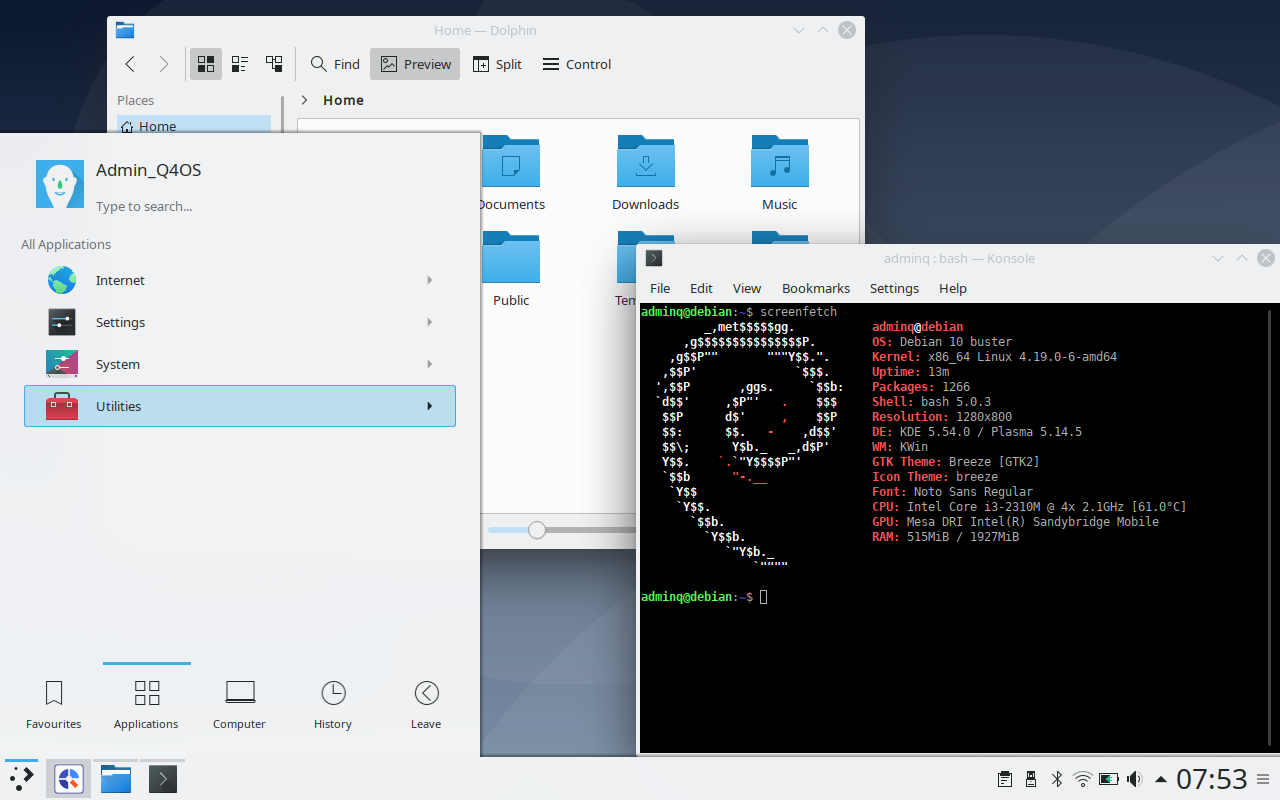 Home — Dolphin
Find
Preview
Split
Control
Places
Home
Home
Documents
Downloads
Music
Public
Admin_Q4OS
Type to search...
All Applications
Internet
Settings
System
Utilities
Favourites
Applications
Computer
History
Leave
adminq : bash — Konsole
File Edit View Bookmarks Settings Help
adminq@debian:~$ screenfetch
         _,met$$$$$gg.           adminq@debian
      ,g$$$$$$$$$$$$$$$P.        OS: Debian 10 buster
    ,g$$P""       """Y$$.".      Kernel: x86_64 Linux 4.19.0-6-amd64
   ,$$P'              `$$$.      Uptime: 13m
  ',$$P       ,ggs.     `$$b:    Packages: 1266
  `d$$'     ,$P"'   .    $$$     Shell: bash 5.0.3
   $$P      d$'     ,    $$P     Resolution: 1280x800
   $$:      $$.   -    ,d$$'     DE: KDE 5.54.0 / Plasma 5.14.5
   $$\;      Y$b._   _,d$P'      WM: KWin
   Y$$.    `.`"Y$$$$P"'          GTK Theme: Breeze [GTK2]
   `$$b      "-.__               Icon Theme: breeze
    `Y$$                         Font: Noto Sans Regular
     `Y$$.                       CPU: Intel Core i3-2310M @ 4x 2.1GHz [61.0°C]
       `$$b.                     GPU: Mesa DRI Intel(R) Sandybridge Mobile
         `Y$$b.                  RAM: 515MiB / 1927MiB
            `"Y$b._
                `""""
adminq@debian:~$
07:53